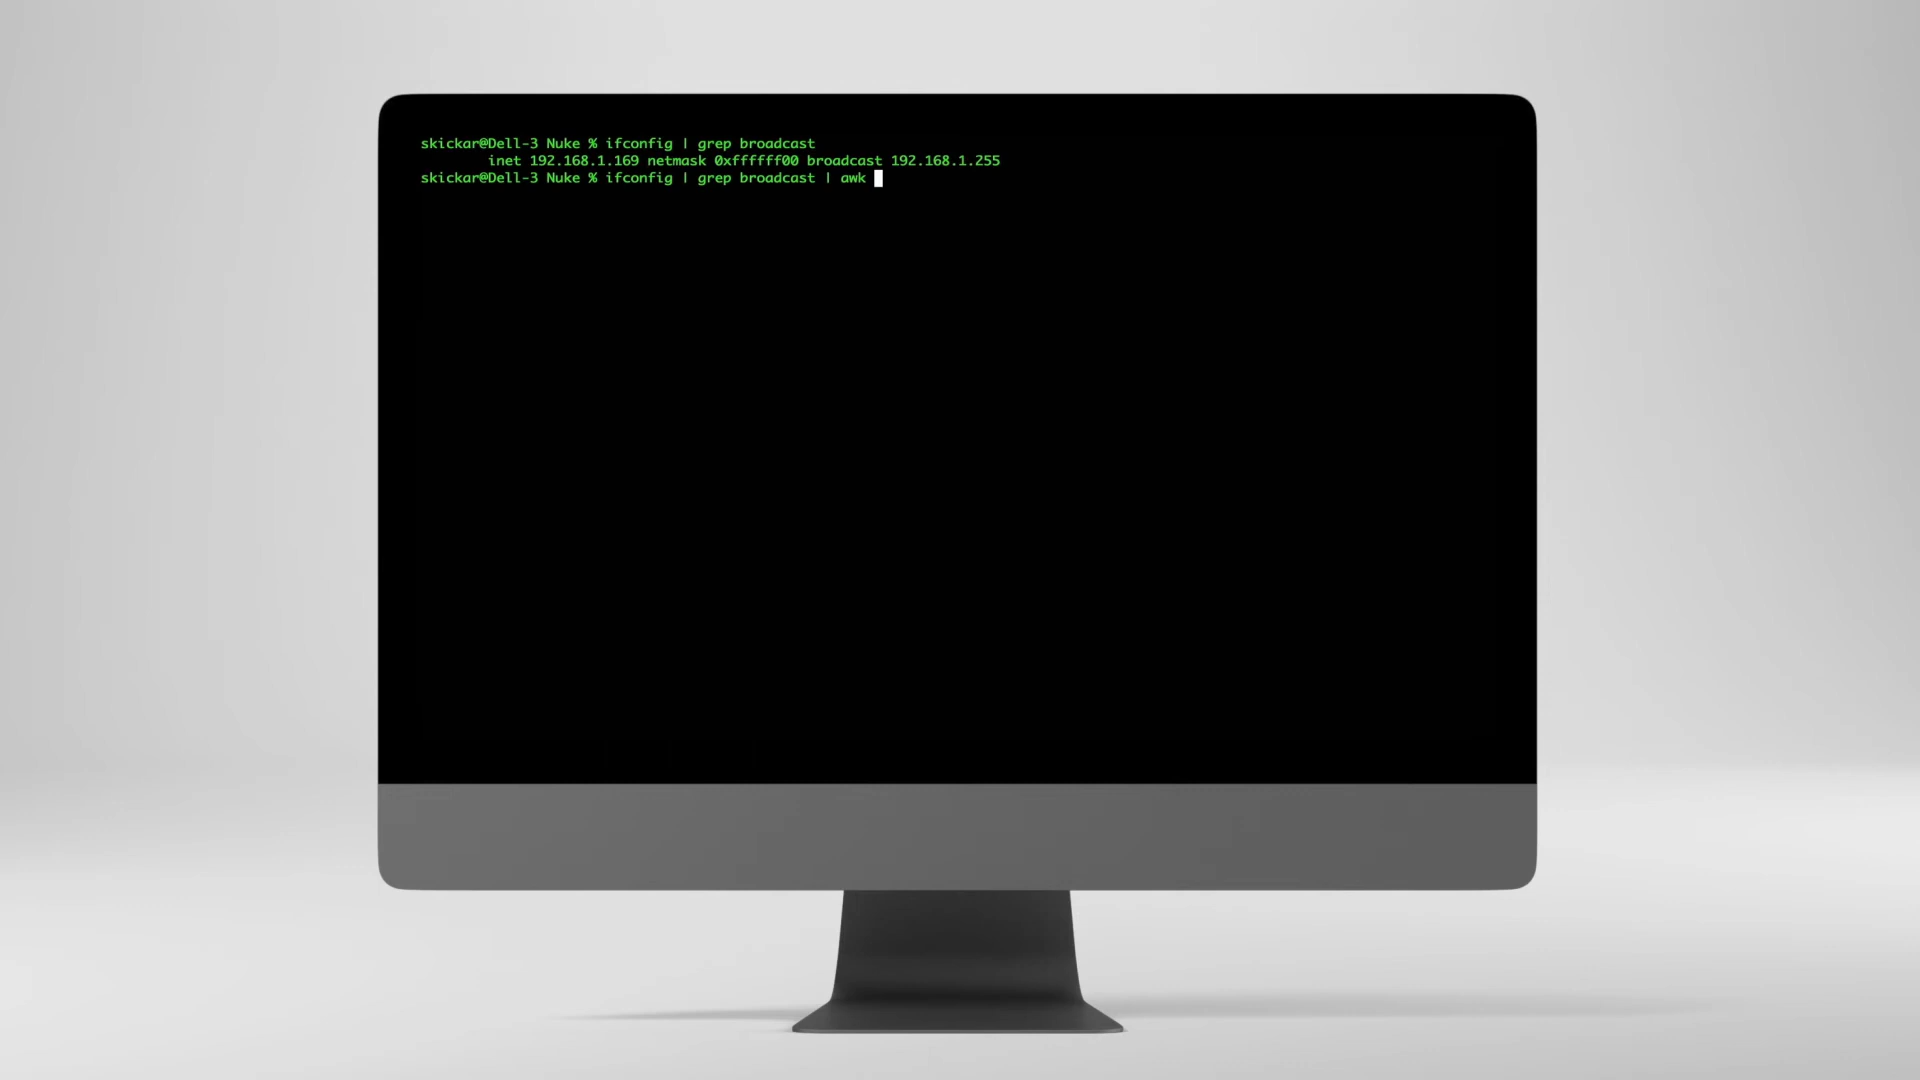 skickar@Dell-3 Nuke % ifconfig | grep broadcast
        inet 192.168.1.169 netmask 0xffffff00 broadcast 192.168.1.255
skickar@Dell-3 Nuke % ifconfig | grep broadcast | awk